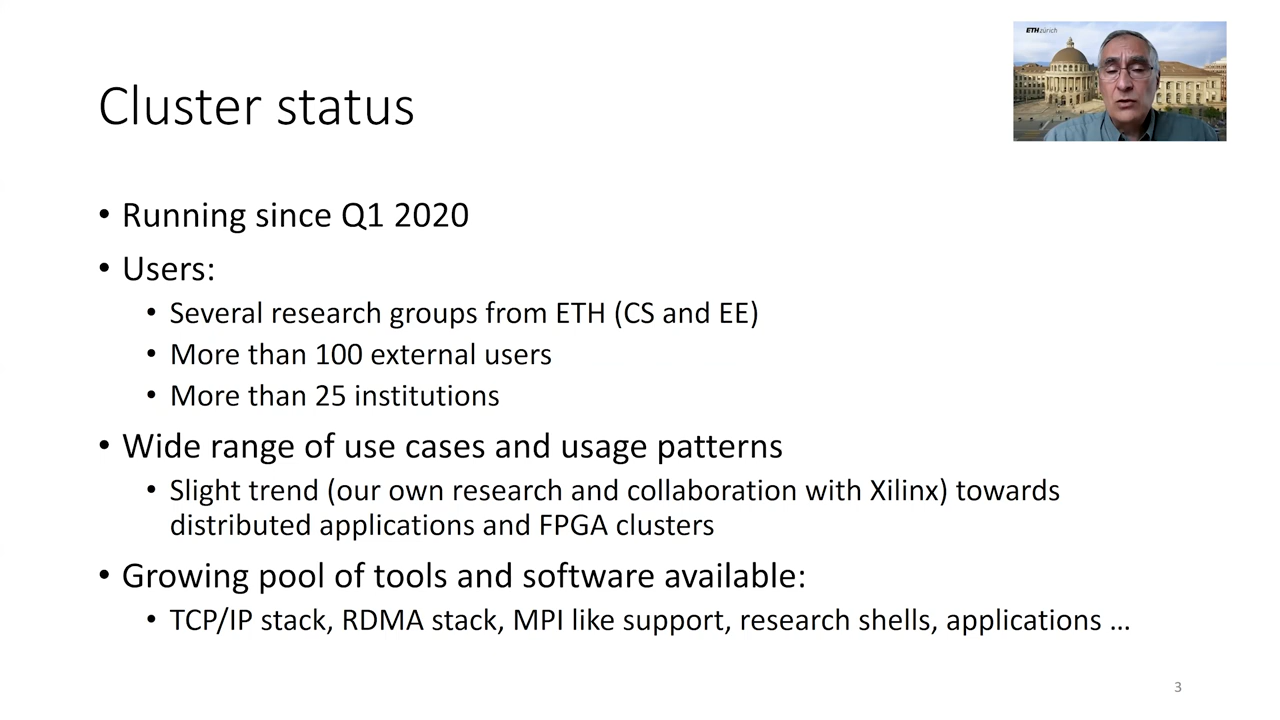 ETH zürich
Cluster status
• Running since Q1 2020
• Users:
• Several research groups from ETH (CS and EE)
• More than 100 external users
• More than 25 institutions
• Wide range of use cases and usage patterns
• Slight trend (our own research and collaboration with Xilinx) towards
distributed applications and FPGA clusters
• Growing pool of tools and software available:
• TCP/IP stack, RDMA stack, MPI like support, research shells, applications …
3